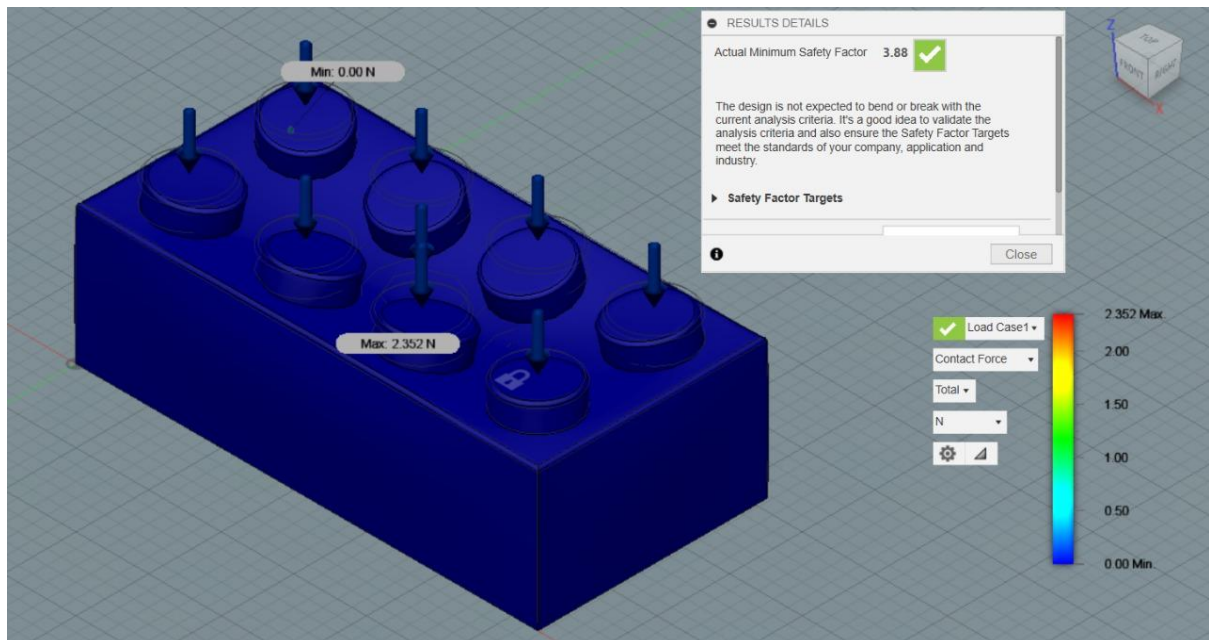 RESULTS DETAILS
Actual Minimum Safety Factor 3.88
The design is not expected to bend or break with the
current analysis criteria. It's a good idea to validate the
analysis criteria and also ensure the Safety Factor Targets
meet the standards of your company, application and
industry.
Safety Factor Targets
Close
Z
TOP
FRONT
RIGHT
X
Min: 0.00 N
Max: 2.352 N
Load Case1
Contact Force
Total
N
2.352 Max.
2.00
1.50
1.00
0.50
0.00 Min.